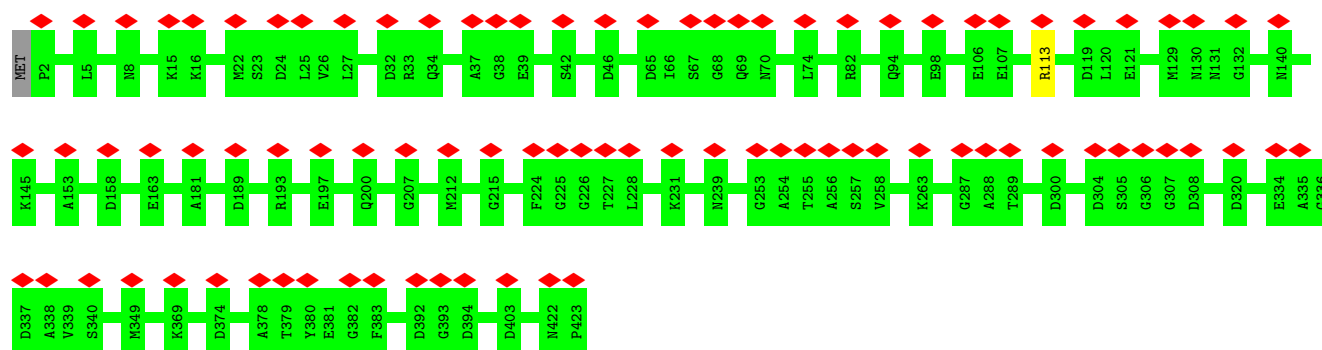 MET P2 L5 N8 K15 K16 M22 S23 D24 L25 V26 L27 D32 R33 Q34 A37 G38 E39 S42 D46 D65 I66 S67 G68 Q69 N70 L74 R82 Q94 E98 E106 E107 R113 D119 L120 E121 M129 N130 N131 G132 N140
K145 A153 D158 E163 A181 D189 R193 E197 Q200 G207 M212 G215 F224 G225 G226 T227 L228 K231 N239 G253 A254 T255 A256 S257 V258 K263 G287 A288 T289 D300 D304 S305 G306 G307 D308 D320 E334 A335 G336
D337 A338 V339 S340 M349 K369 D374 A378 T379 Y380 E381 G382 F383 D392 G393 D394 D403 N422 P423